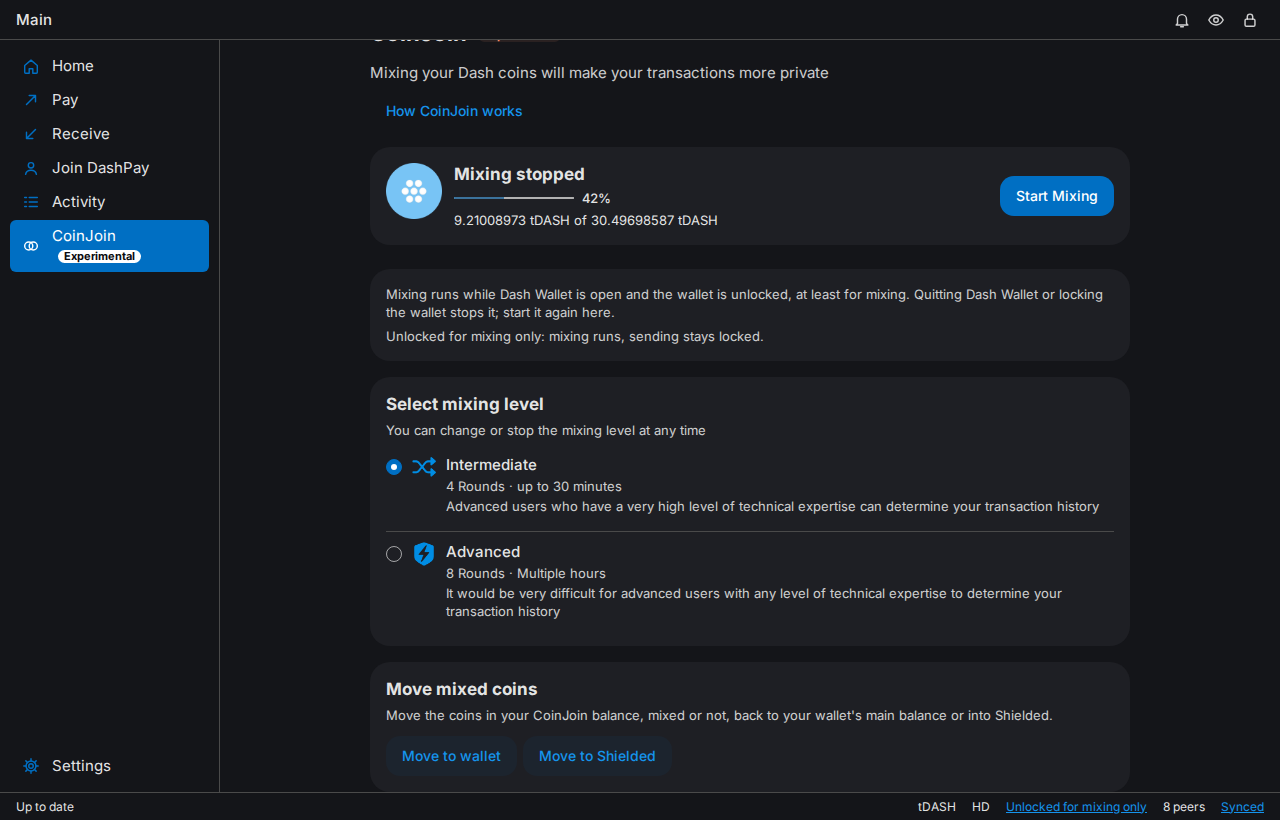 Main
Home
Pay
Receive
Join DashPay
Activity
CoinJoin
Experimental
Settings
Mixing your Dash coins will make your transactions more private
How CoinJoin works
Mixing stopped
42%
9.21008973 tDASH of 30.49698587 tDASH
Start Mixing
Mixing runs while Dash Wallet is open and the wallet is unlocked, at least for mixing. Quitting Dash Wallet or locking
the wallet stops it; start it again here.
Unlocked for mixing only: mixing runs, sending stays locked.
Select mixing level
You can change or stop the mixing level at any time
Intermediate
4 Rounds · up to 30 minutes
Advanced users who have a very high level of technical expertise can determine your transaction history
Advanced
8 Rounds · Multiple hours
It would be very difficult for advanced users with any level of technical expertise to determine your
transaction history
Move mixed coins
Move the coins in your CoinJoin balance, mixed or not, back to your wallet's main balance or into Shielded.
Move to wallet
Move to Shielded
Up to date
tDASH
HD
Unlocked for mixing only
8 peers
Synced